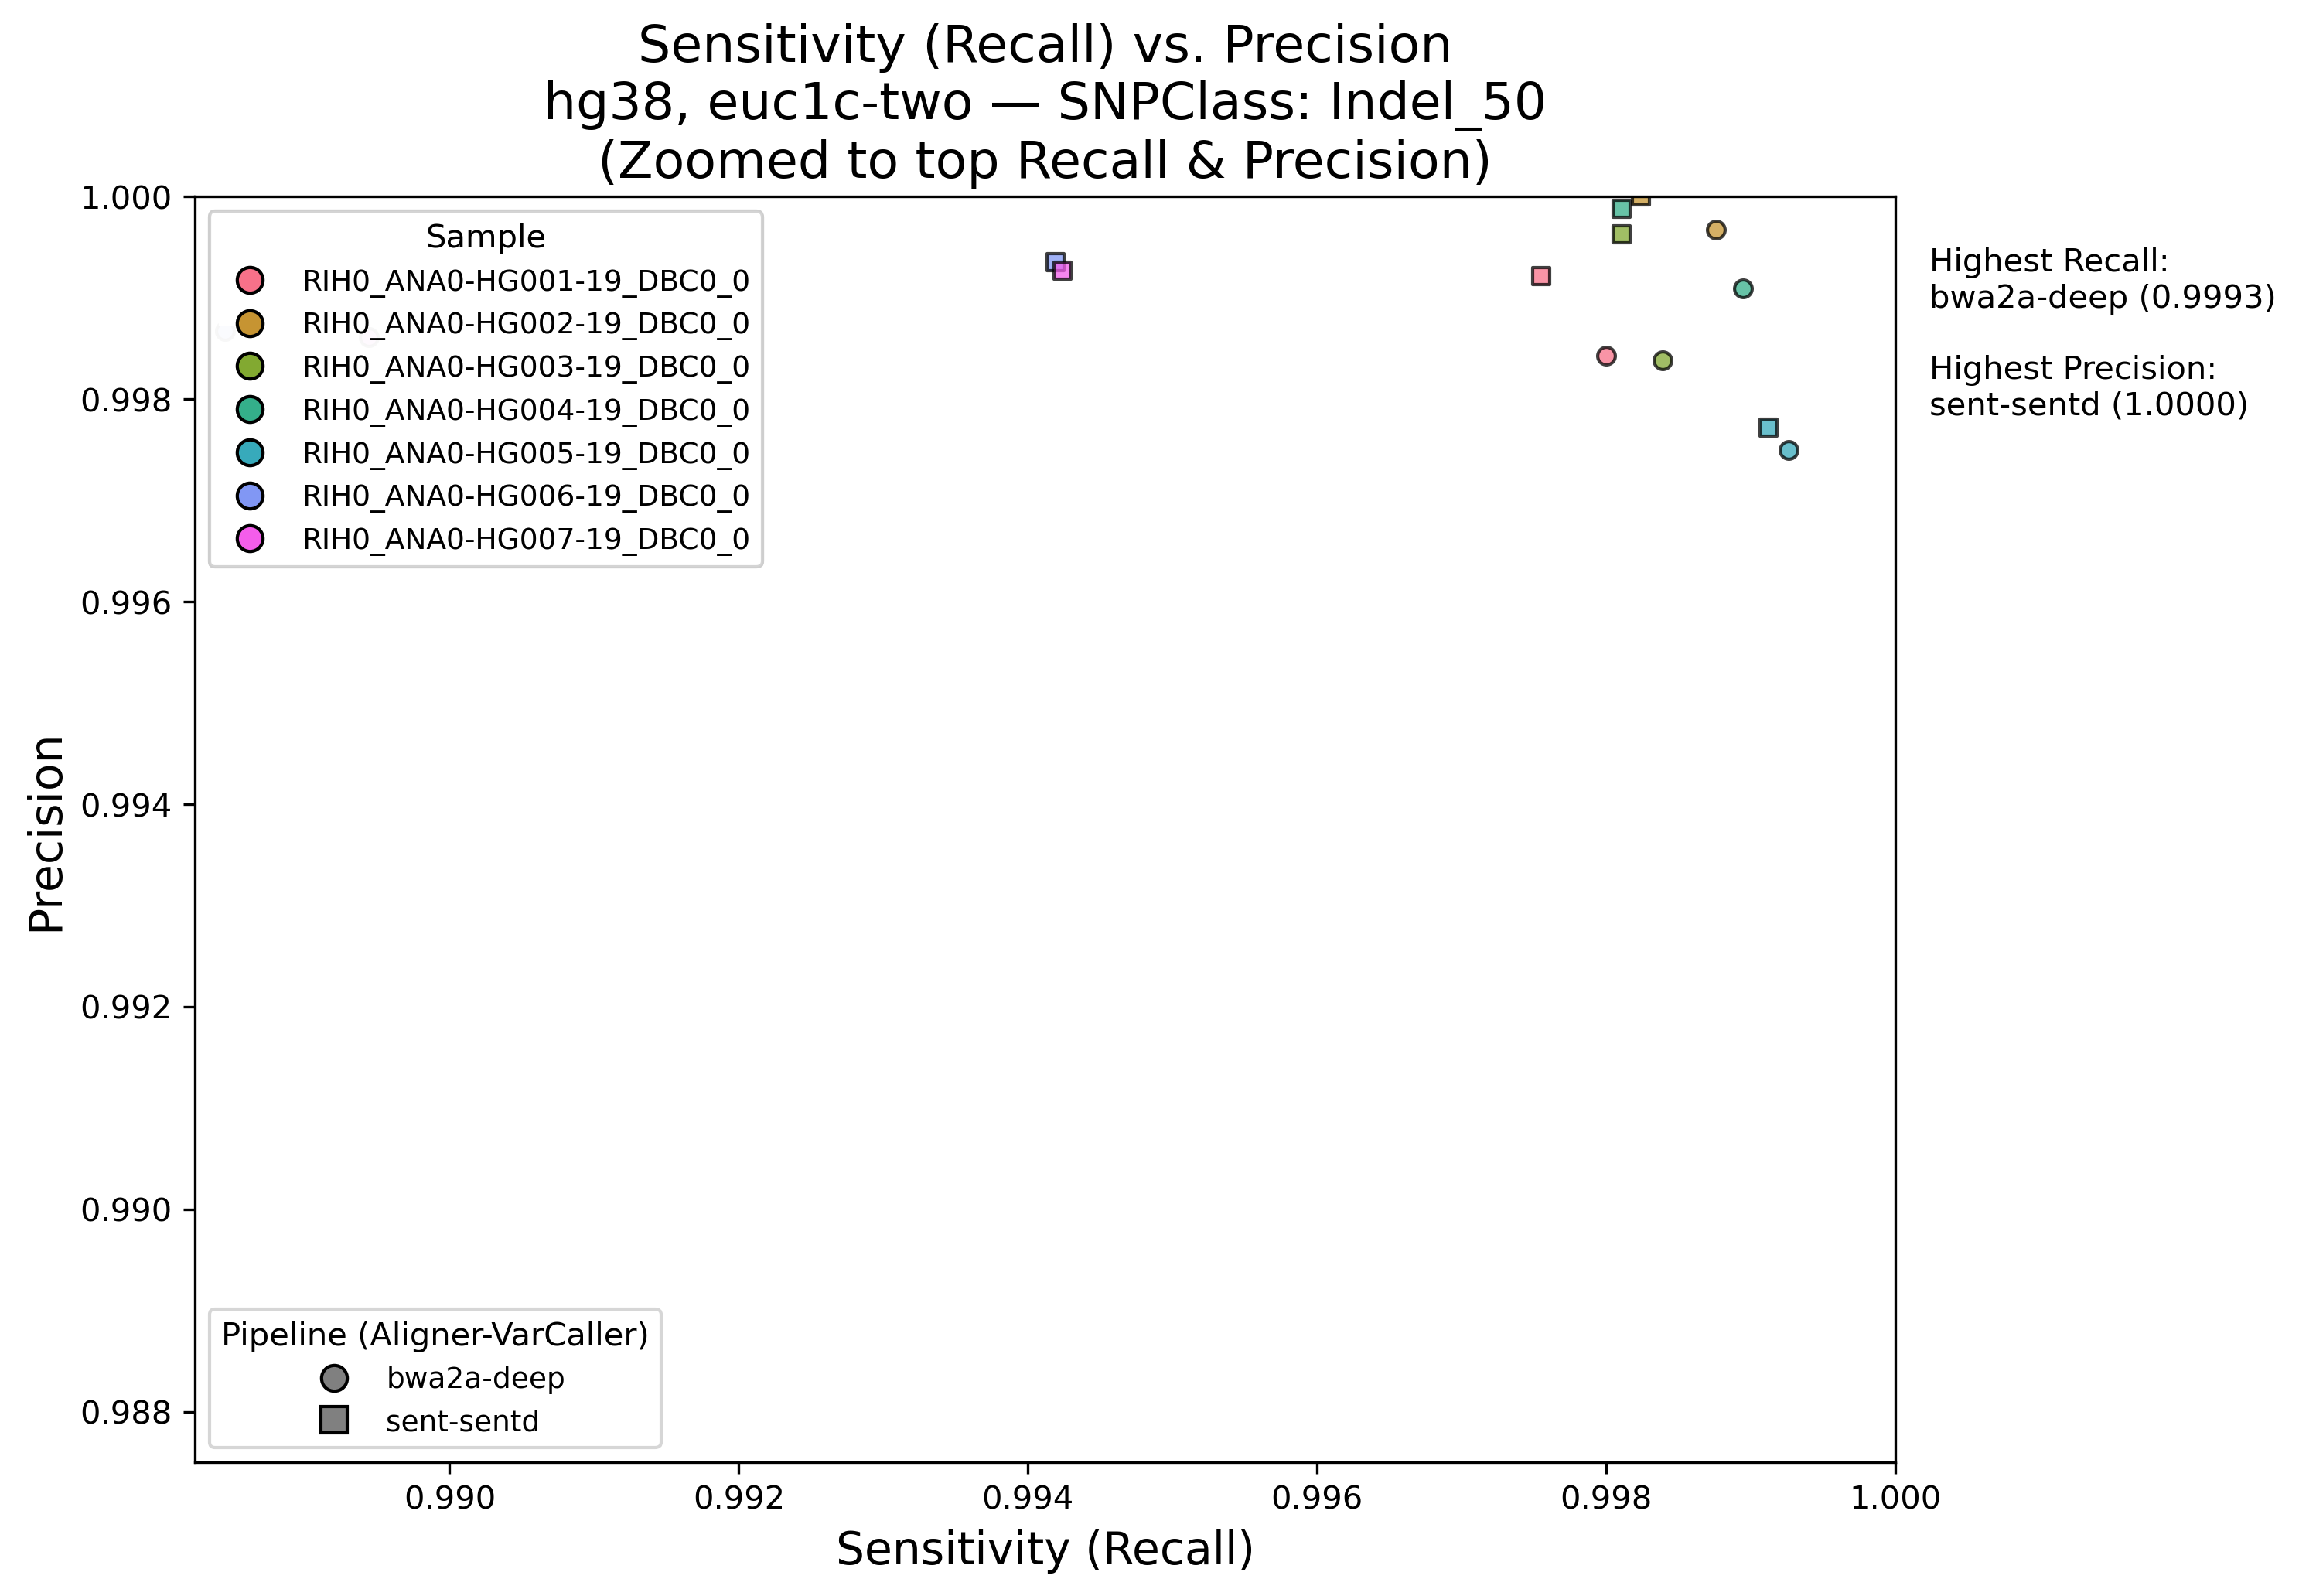 Sensitivity (Recall) vs. Precision
hg38, euc1c-two — SNPClass: Indel_50
(Zoomed to top Recall & Precision)
1.000
0.998
0.996
0.994
0.992
0.990
0.988
Precision
Sample
RIH0_ANA0-HG001-19_DBC0_0
RIH0_ANA0-HG002-19_DBC0_0
RIH0_ANA0-HG003-19_DBC0_0
RIH0_ANA0-HG004-19_DBC0_0
RIH0_ANA0-HG005-19_DBC0_0
RIH0_ANA0-HG006-19_DBC0_0
RIH0_ANA0-HG007-19_DBC0_0
Highest Recall:
bwa2a-deep (0.9993)
Highest Precision:
sent-sentd (1.0000)
Pipeline (Aligner-VarCaller)
bwa2a-deep
sent-sentd
0.990 0.992 0.994 0.996 0.998 1.000
Sensitivity (Recall)